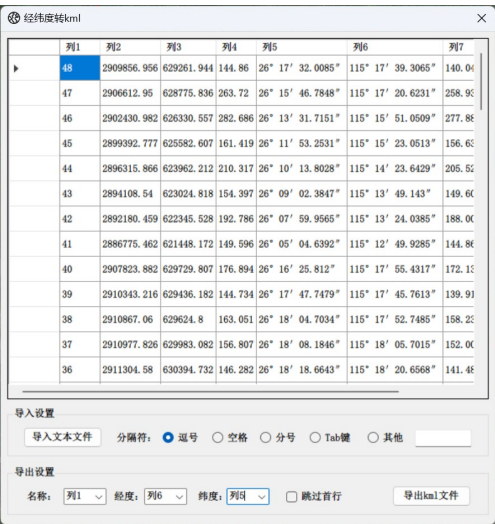 经纬度转kml
列1 列2 列3 列4 列5 列6 列7
48 2909856.956 629261.944 144.86 26° 17′ 32.0085″ 115° 17′ 39.3065″ 140.04
47 2906612.95 628775.836 263.72 26° 15′ 46.7848″ 115° 17′ 20.6231″ 258.93
46 2902430.982 626330.557 282.686 26° 13′ 31.7151″ 115° 15′ 51.0509″ 277.88
45 2899392.777 625582.607 161.419 26° 11′ 53.2531″ 115° 15′ 23.0513″ 156.63
44 2896315.866 623962.212 210.317 26° 10′ 13.8028″ 115° 14′ 23.6429″ 205.52
43 2894108.54 623024.818 154.397 26° 09′ 02.3847″ 115° 13′ 49.143″ 149.60
42 2892180.459 622345.528 192.786 26° 07′ 59.9565″ 115° 13′ 24.0385″ 188.00
41 2886775.462 621448.172 149.596 26° 05′ 04.6392″ 115° 12′ 49.9285″ 144.86
40 2907823.882 629729.807 176.894 26° 16′ 25.812″ 115° 17′ 55.4317″ 172.13
39 2910343.216 629436.182 144.734 26° 17′ 47.7479″ 115° 17′ 45.7613″ 139.91
38 2910867.06 629624.8 163.051 26° 18′ 04.7034″ 115° 17′ 52.7485″ 158.23
37 2910977.826 629983.082 156.807 26° 18′ 08.1846″ 115° 18′ 05.7015″ 152.00
36 2911304.58 630394.732 146.282 26° 18′ 18.6643″ 115° 18′ 20.6568″ 141.48
导入设置
导入文本文件 分隔符: 逗号 空格 分号 Tab键 其他
导出设置
名称: 列1 经度: 列6 纬度: 列5 跳过首行 导出kml文件